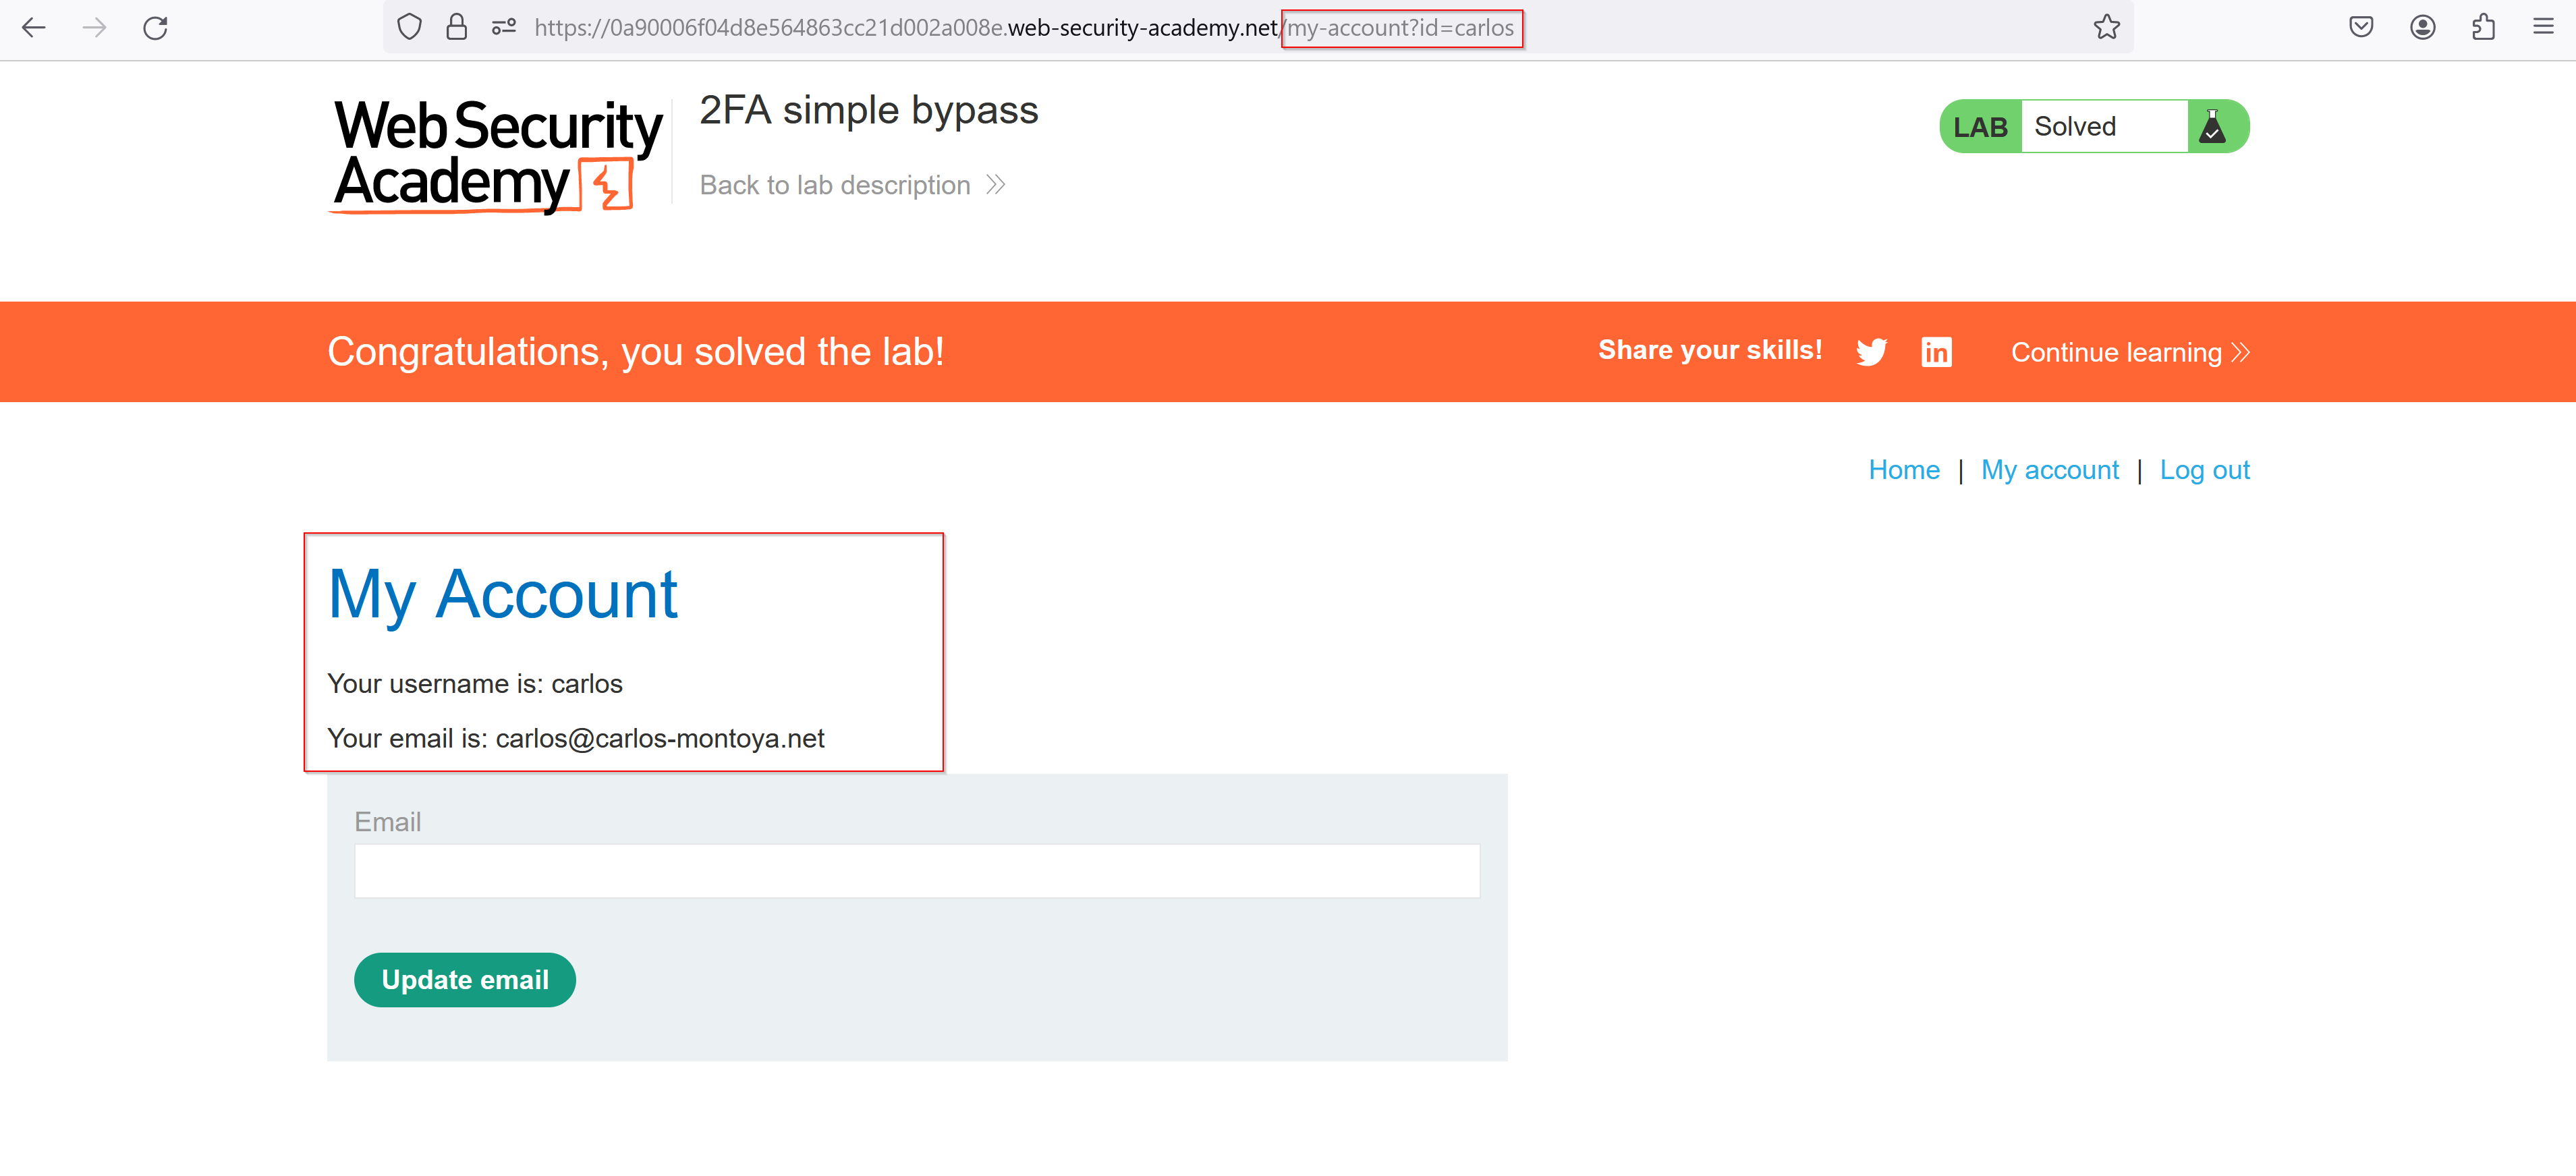 https://0a90006f04d8e564863cc21d002a008e.web-security-academy.net/my-account?id=carlos
Web Security
Academy
2FA simple bypass
Back to lab description
LAB Solved
Congratulations, you solved the lab!
Share your skills!
in
Continue learning
Home | My account | Log out
My Account
Your username is: carlos
Your email is: carlos@carlos-montoya.net
Email
Update email